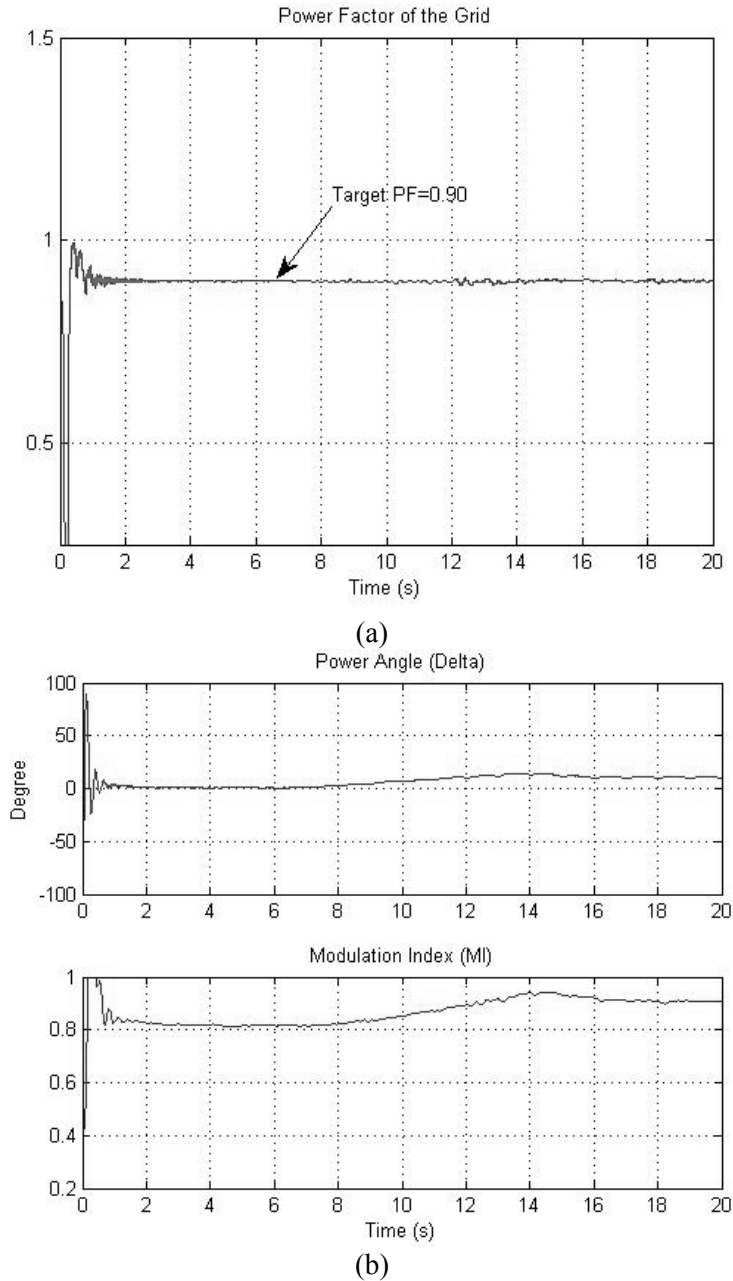 Power Factor of the Grid
1.5
Target PF=0.90
1
0.5
0 2 4 6 8 10 12 14 16 18 20
Time (s)
(a)
Power Angle (Delta)
100
50
0
-50
-100
Degree
0 2 4 6 8 10 12 14 16 18 20
Modulation Index (MI)
1
0.8
0.6
0.4
0.2
0 2 4 6 8 10 12 14 16 18 20
Time (s)
(b)